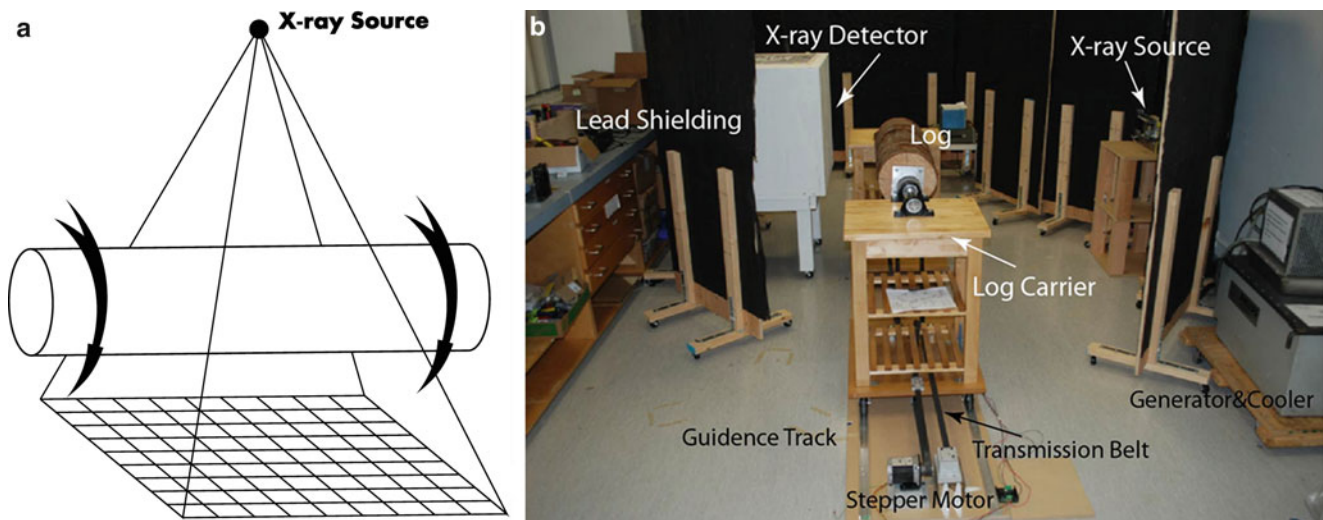 a
X-ray Source
b
X-ray Detector
X-ray Source
Lead Shielding
Log
Log Carrier
Generator&Cooler
Guidence Track
Transmission Belt
Stepper Motor